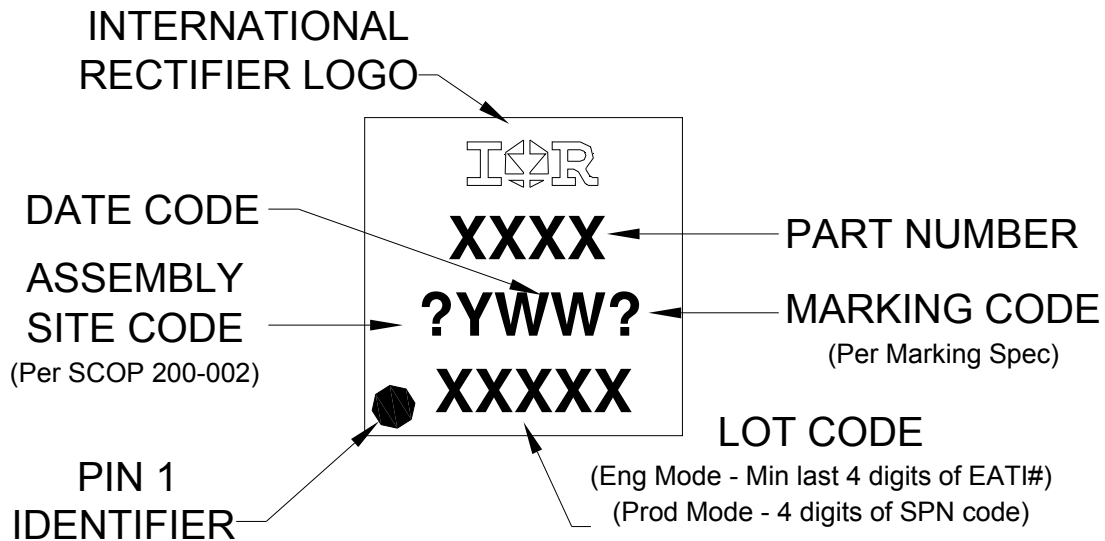 INTERNATIONAL
RECTIFIER LOGO
IOR
DATE CODE
XXXX
PART NUMBER
ASSEMBLY
SITE CODE
(Per SCOP 200-002)
?YWW?
MARKING CODE
(Per Marking Spec)
XXXXX
LOT CODE
(Eng Mode - Min last 4 digits of EATI#)
(Prod Mode - 4 digits of SPN code)
PIN 1
IDENTIFIER